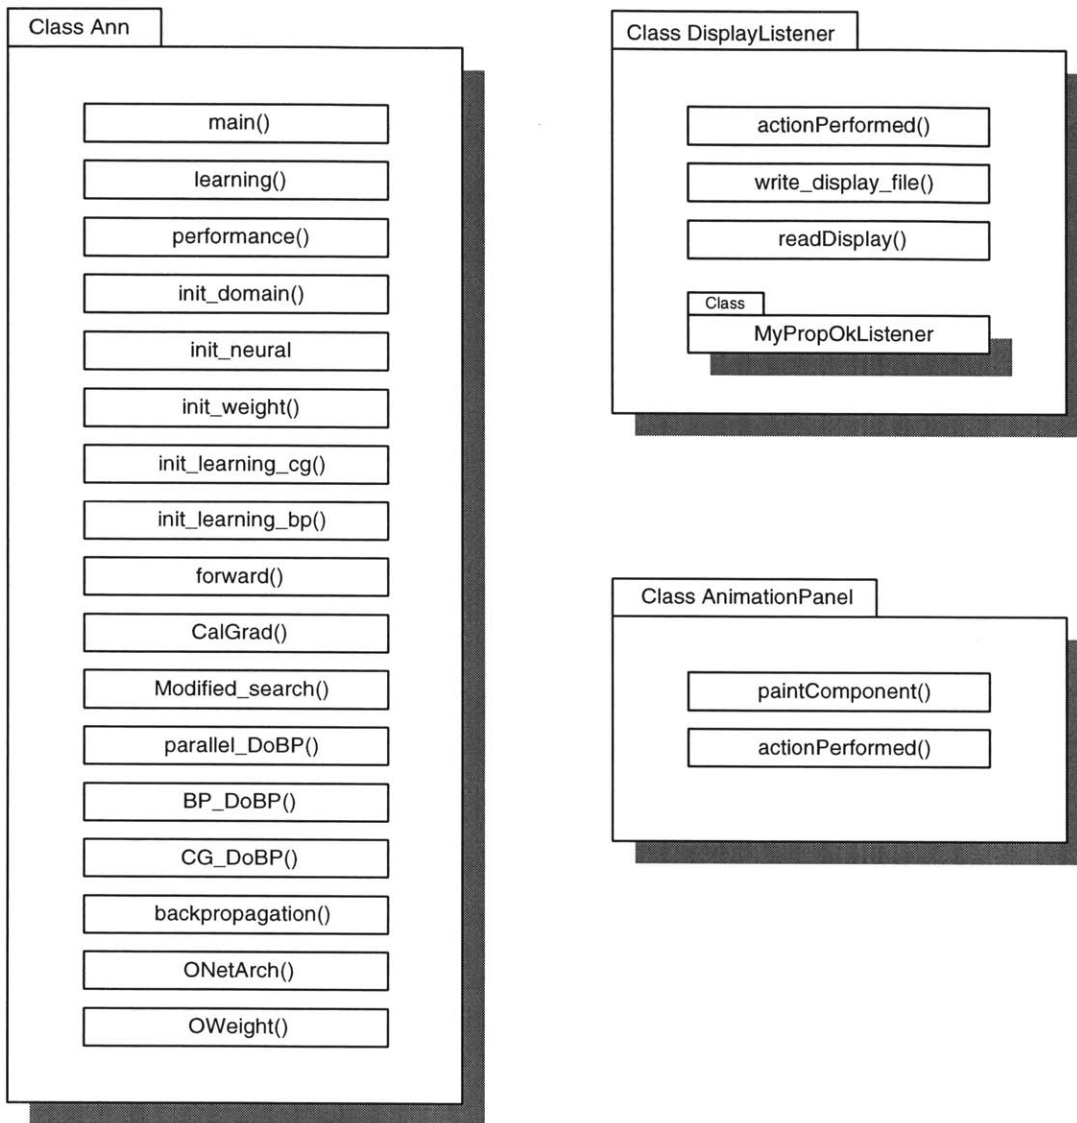 Class Ann
main()
learning()
performance()
init_domain()
init_neural
init_weight()
init_learning_cg()
init_learning_bp()
forward()
CalGrad()
Modified_search()
parallel_DoBP()
BP_DoBP()
CG_DoBP()
backpropagation()
ONetArch()
OWeight()
Class DisplayListener
actionPerformed()
write_display_file()
readDisplay()
Class
MyPropOkListener
Class AnimationPanel
paintComponent()
actionPerformed()